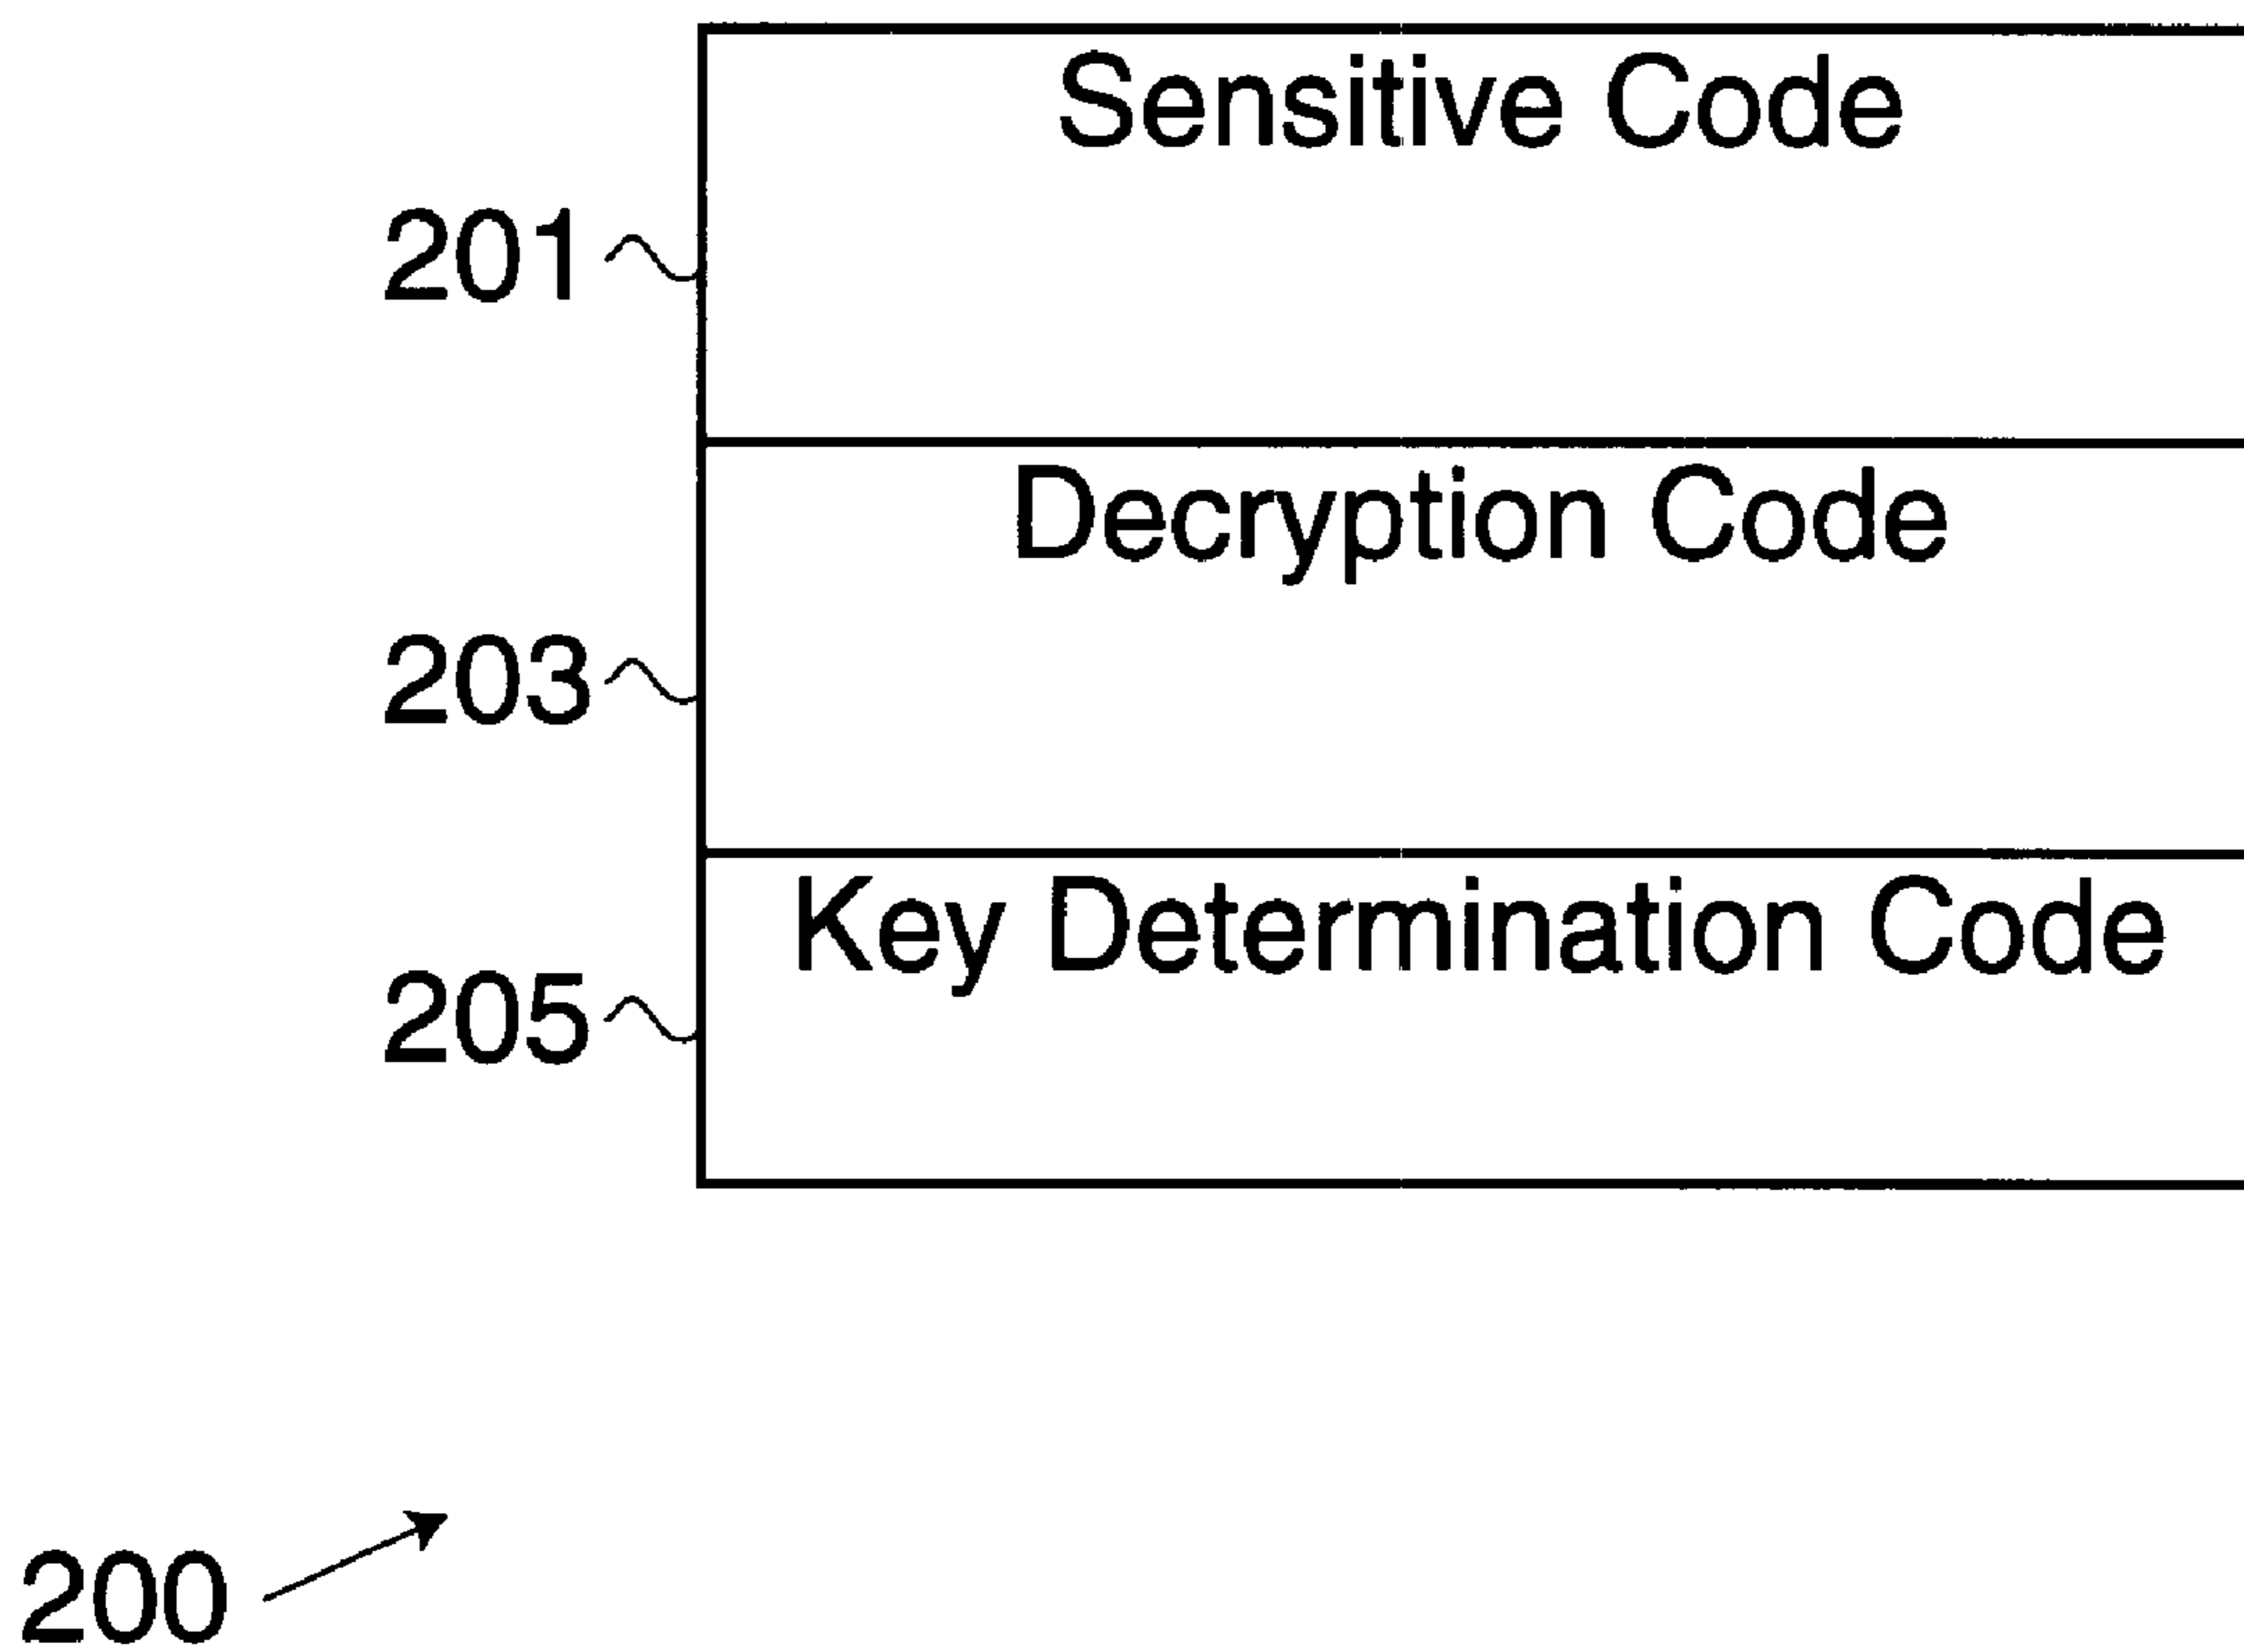 Sensitive Code
201
Decryption Code
203
Key Determination Code
205
200